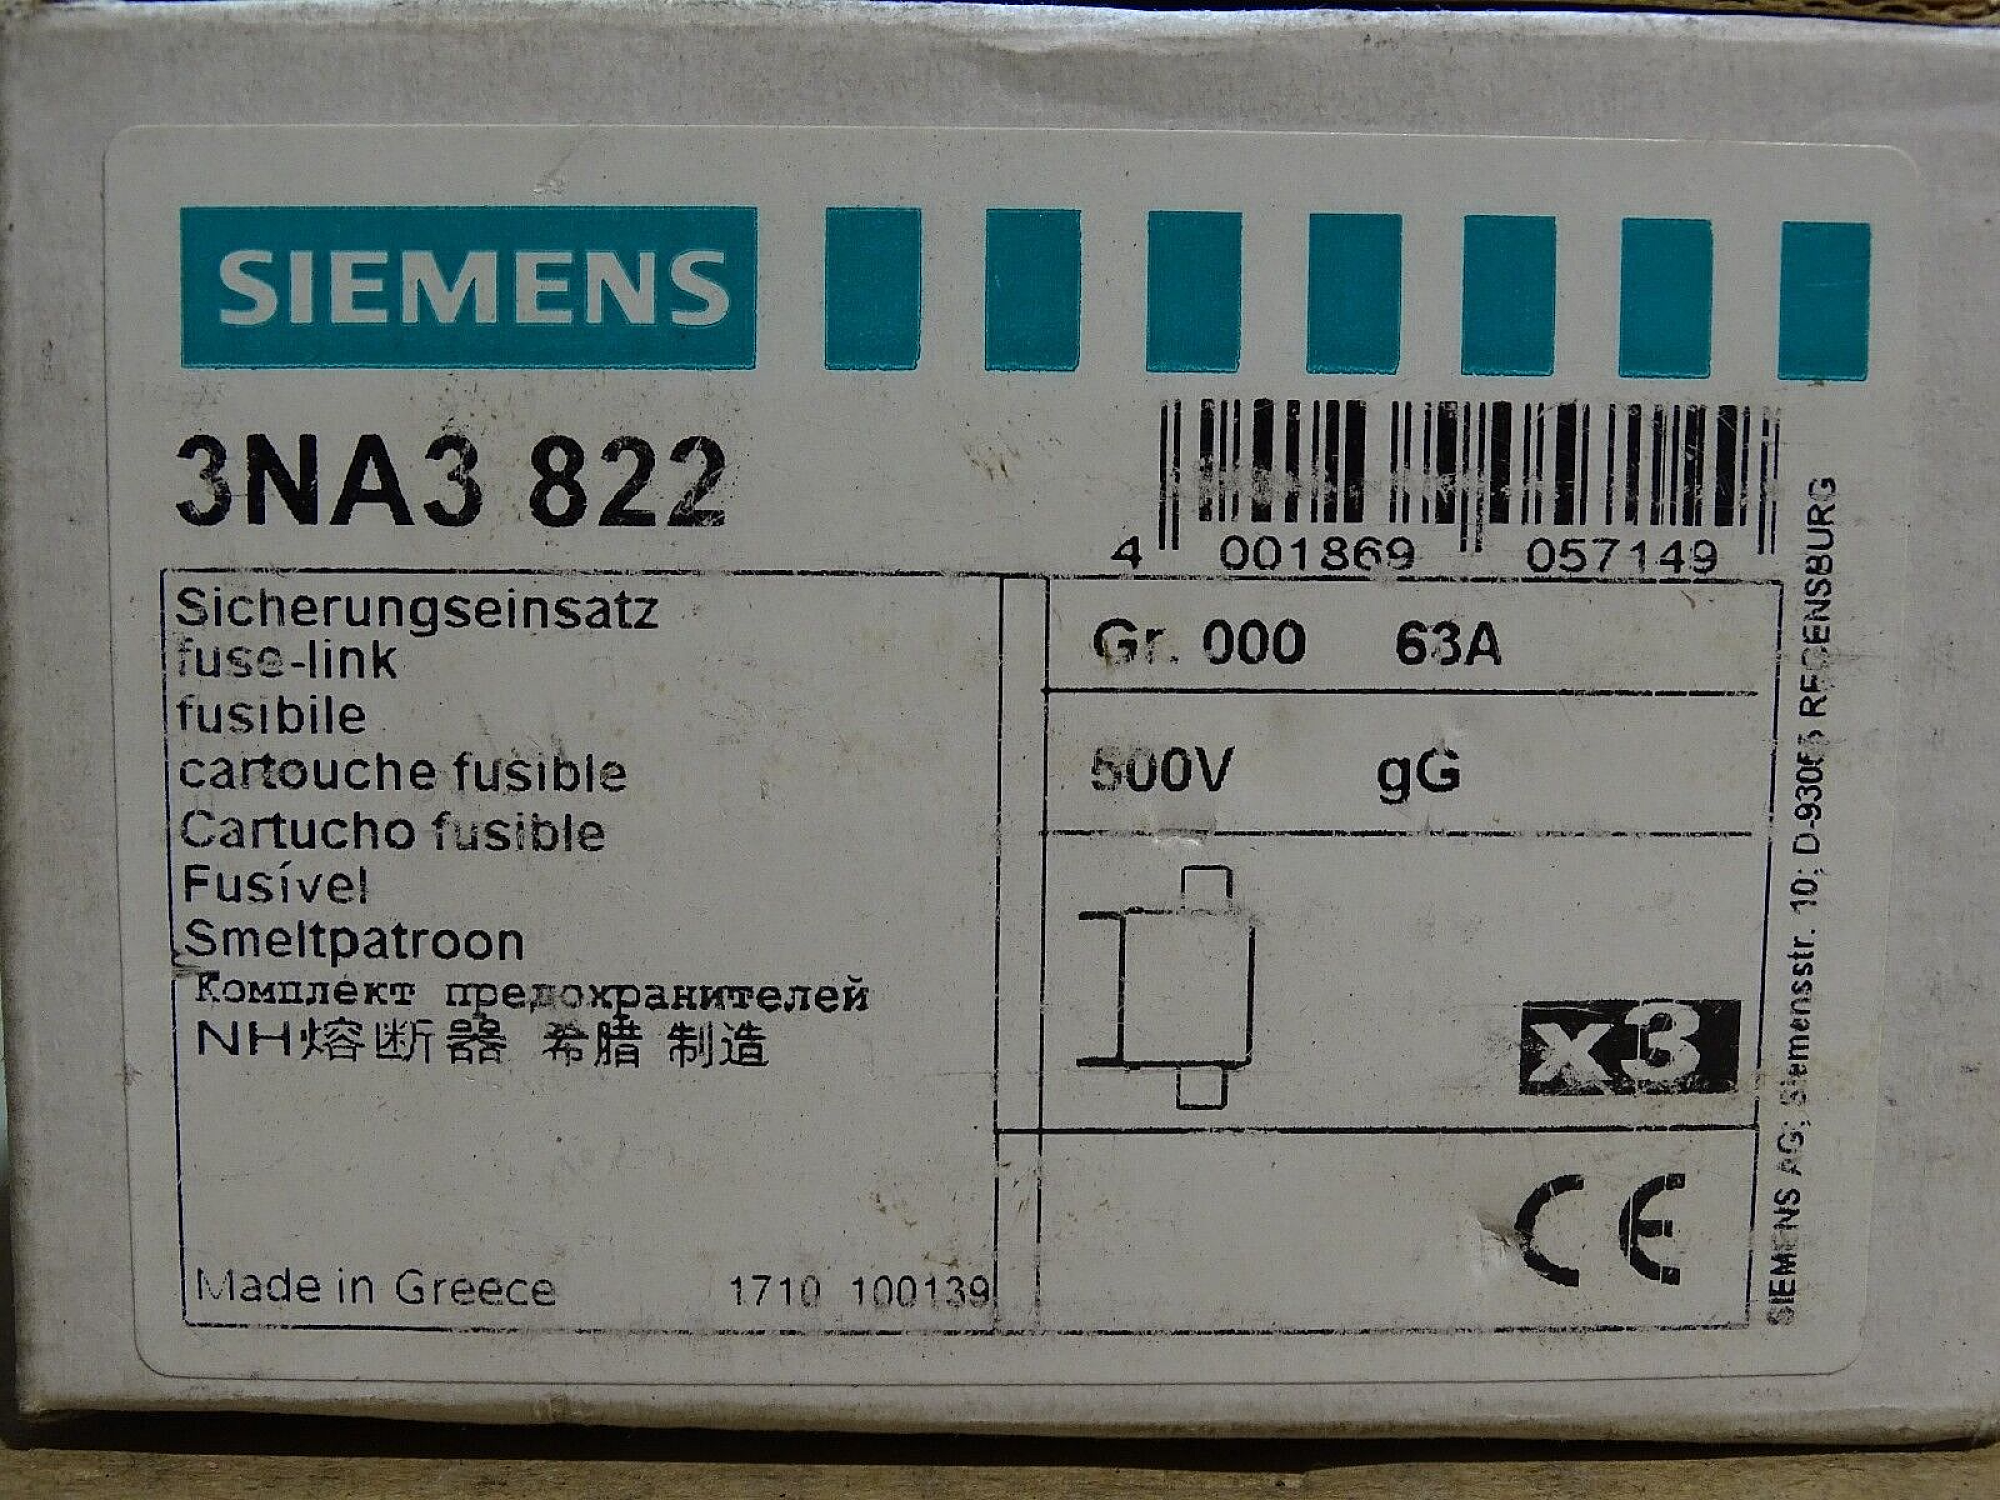 SIEMENS
3NA3 822
4 001869 057149
Sicherungseinsatz
fuse-link
fusibile
cartouche fusible
Cartucho fusible
Fusível
Smeltpatroon
Комплект предохранителей
NH熔断器 希腊 制造
Made in Greece 1710 100139
Gr. 000 63A
500V gG
x3
CE
SIEMENS AG; Siemensstr. 10; D-93055 REGENSBURG